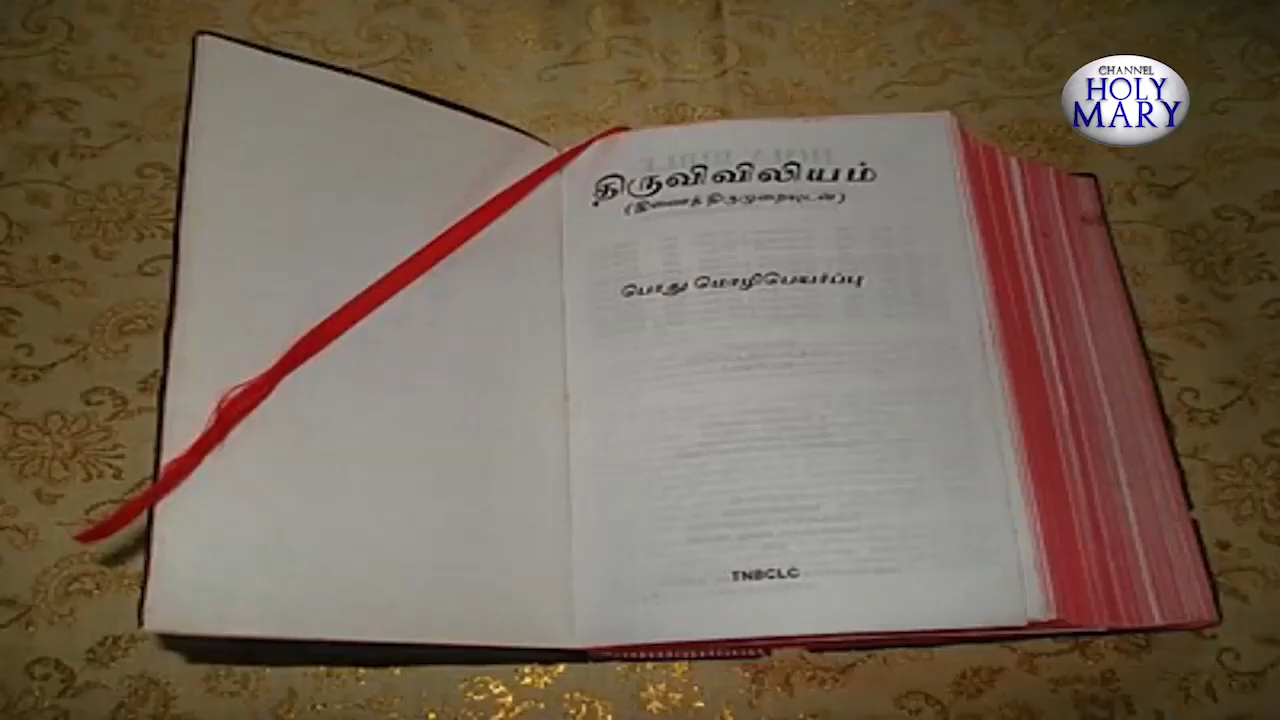 CHANNEL
HOLY
MARY
திருவிவிலியம்
(இணைத் திருமுறையுடன்)
பொது மொழிபெயர்ப்பு
TNBCLC